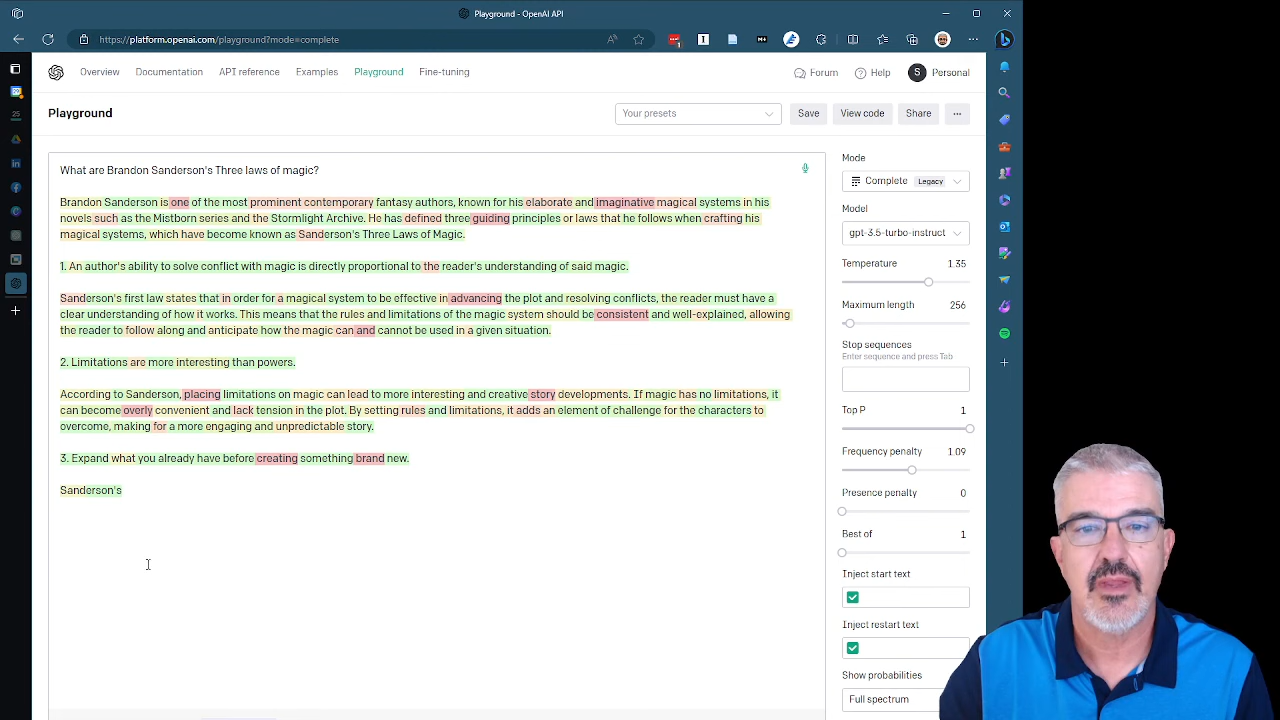 Playground - OpenAI API
https://platform.openai.com/playground?mode=complete
Overview
Documentation
API reference
Examples
Playground
Fine-tuning
Forum
Help
S
Personal
Playground
Your presets
Save
View code
Share
...
What are Brandon Sanderson's Three laws of magic?
Brandon Sanderson is one of the most prominent contemporary fantasy authors, known for his elaborate and imaginative magical systems in his
novels such as the Mistborn series and the Stormlight Archive. He has defined three guiding principles or laws that he follows when crafting his
magical systems, which have become known as Sanderson's Three Laws of Magic.
1. An author's ability to solve conflict with magic is directly proportional to the reader's understanding of said magic.
Sanderson's first law states that in order for a magical system to be effective in advancing the plot and resolving conflicts, the reader must have a
clear understanding of how it works. This means that the rules and limitations of the magic system should be consistent and well-explained, allowing
the reader to follow along and anticipate how the magic can and cannot be used in a given situation.
2. Limitations are more interesting than powers.
According to Sanderson, placing limitations on magic can lead to more interesting and creative story developments. If magic has no limitations, it
can become overly convenient and lack tension in the plot. By setting rules and limitations, it adds an element of challenge for the characters to
overcome, making for a more engaging and unpredictable story.
3. Expand what you already have before creating something brand new.
Sanderson's
Mode
Complete Legacy
Model
gpt-3.5-turbo-instruct
Temperature 1.35
Maximum length 256
Stop sequences
Enter sequence and press Tab
Top P 1
Frequency penalty 1.09
Presence penalty 0
Best of 1
Inject start text
Inject restart text
Show probabilities
Full spectrum